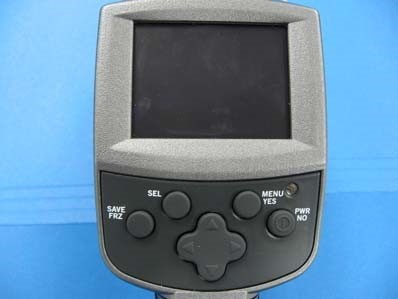 SEL
MENU
YES
SAVE
FRZ
PWR
NO